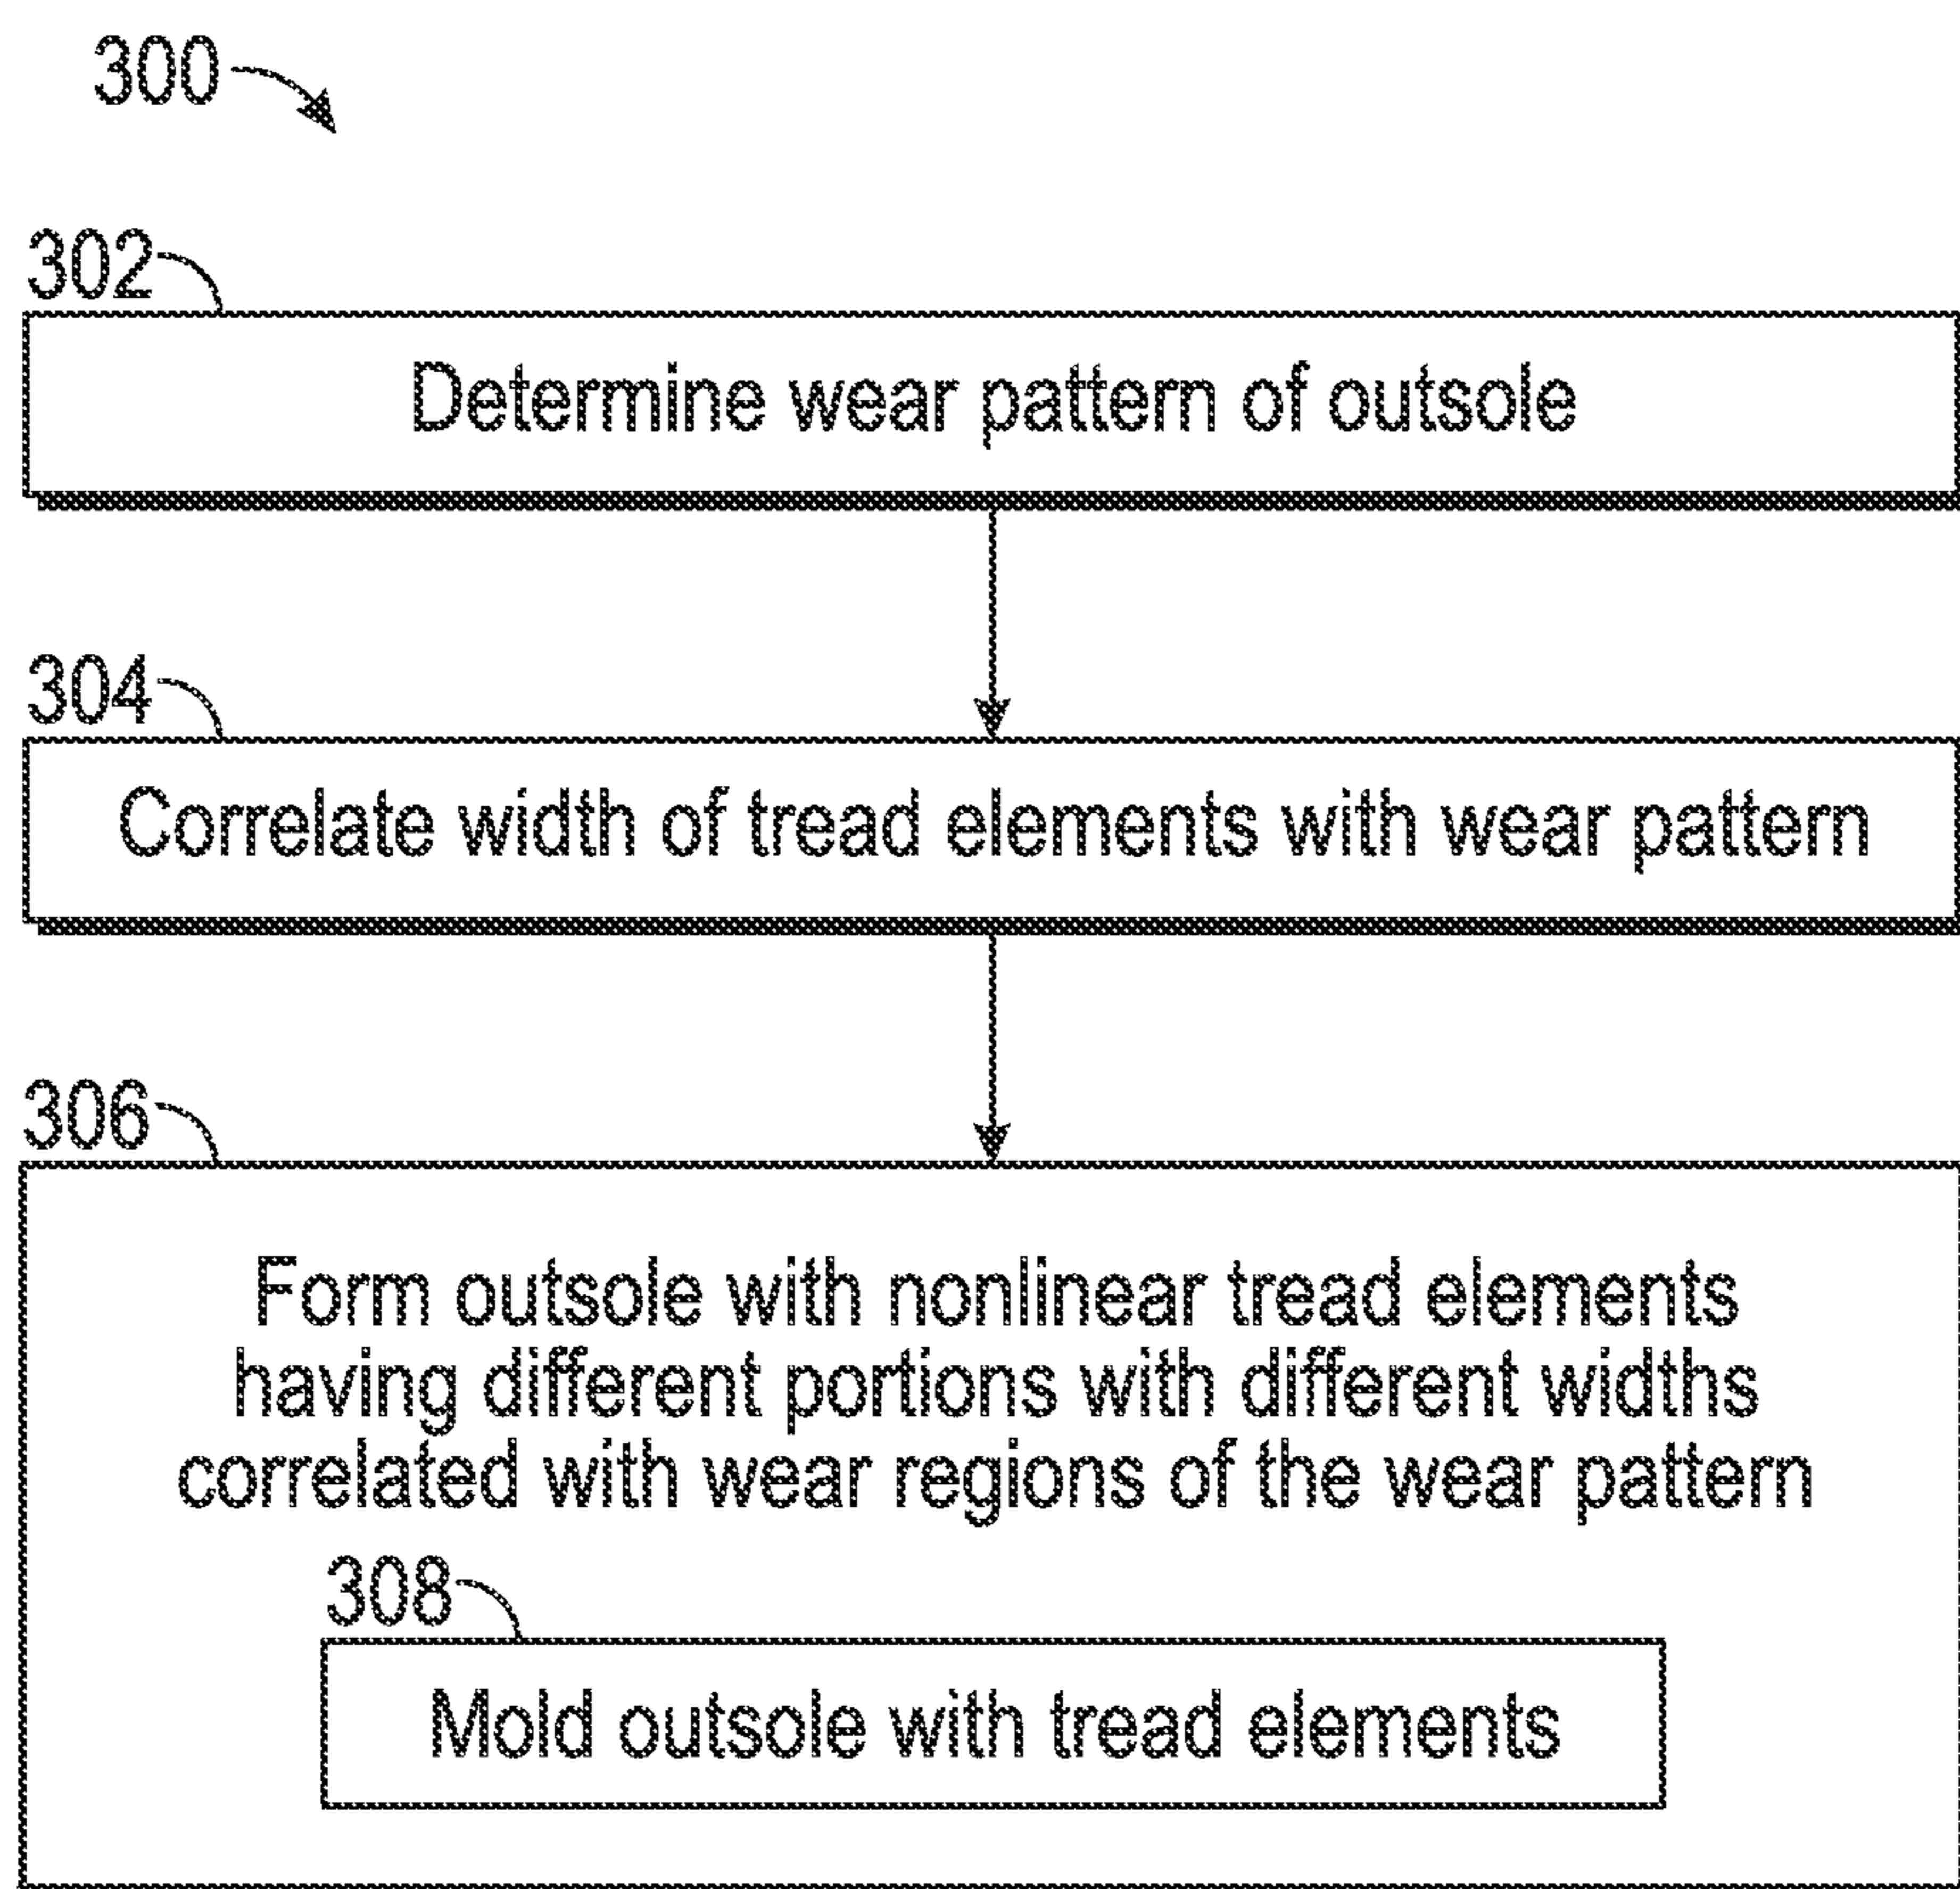 300
302
Determine wear pattern of outsole
304
Correlate width of tread elements with wear pattern
306
Form outsole with nonlinear tread elements
having different portions with different widths
correlated with wear regions of the wear pattern
308
Mold outsole with tread elements